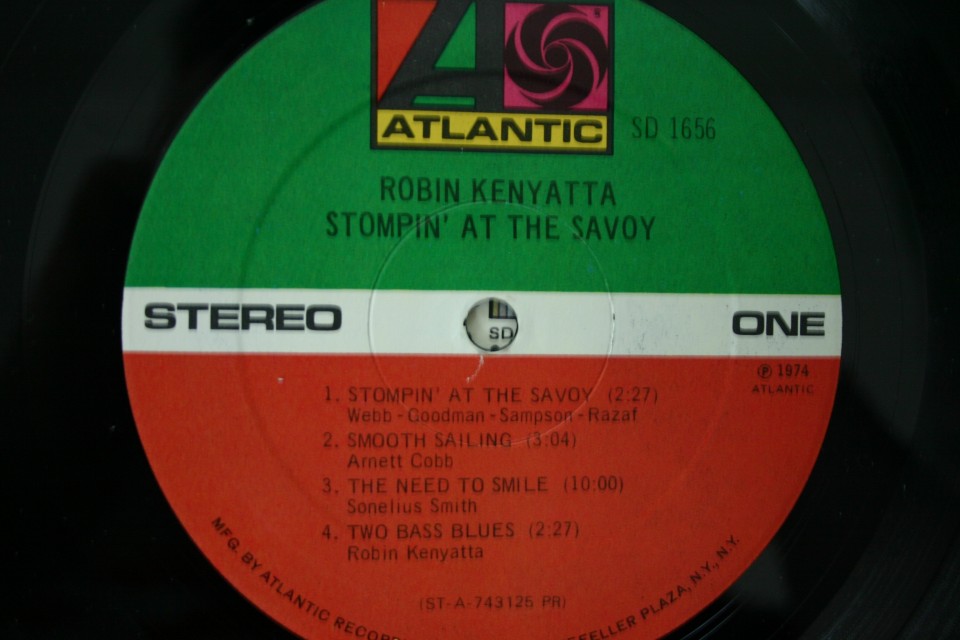 ATLANTIC
SD 1656
ROBIN KENYATTA
STOMPIN' AT THE SAVOY
STEREO
SD
ONE
℗ 1974
ATLANTIC
1. STOMPIN' AT THE SAVOY (2:27)
Webb - Goodman - Sampson - Razaf
2. SMOOTH SAILING (3:04)
Arnett Cobb
3. THE NEED TO SMILE (10:00)
Sonelius Smith
4. TWO BASS BLUES (2:27)
Robin Kenyatta
(ST-A-743125 PR)
MFG. BY ATLANTIC RECOR
EFELLER PLAZA, N.Y., N.Y.